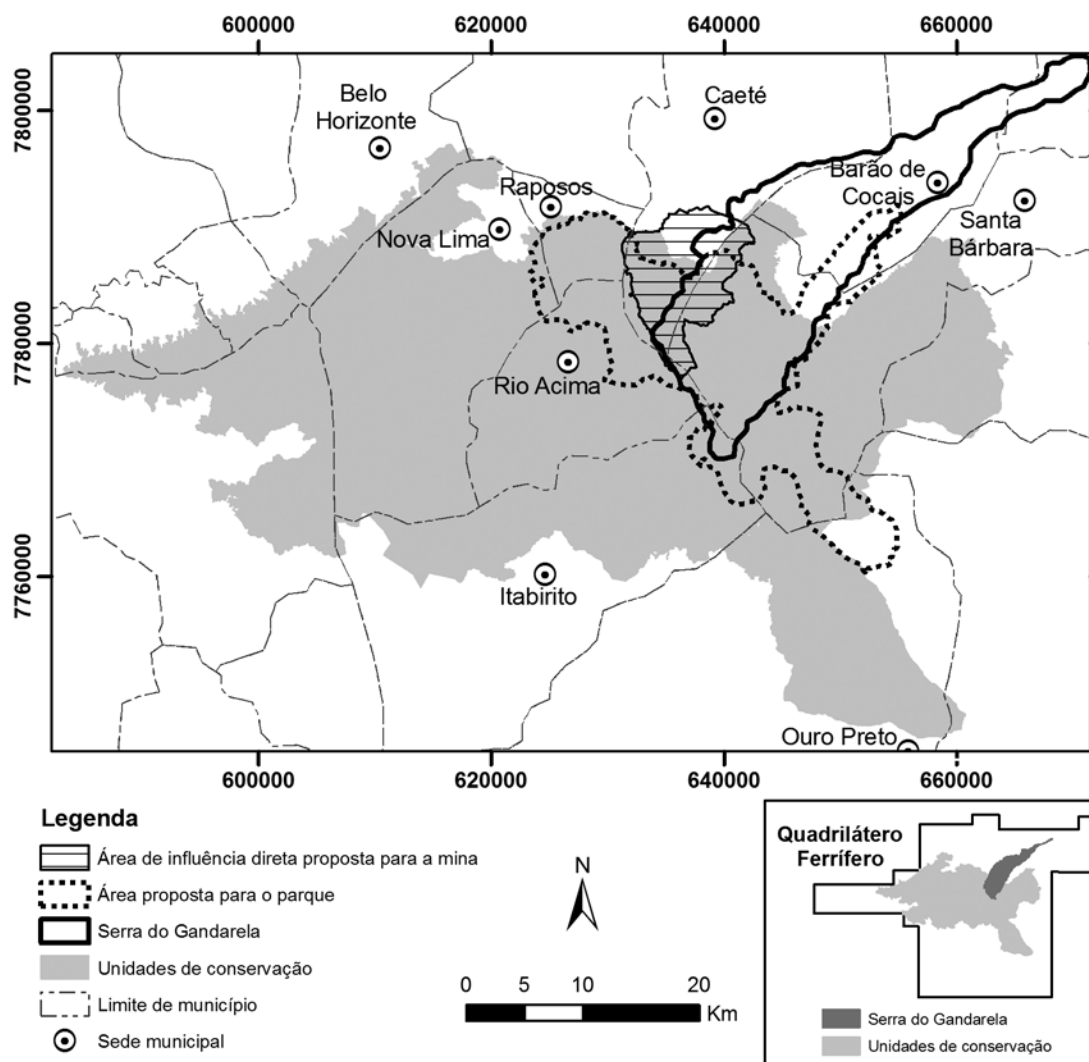 600000
620000
640000
660000
7800000
7780000
7760000
Belo
Horizonte
Caeté
Raposos
Barão de
Cocais
Nova Lima
Santa
Bárbara
Rio Acima
Itabirito
Ouro Preto
600000
620000
640000
660000
Legenda
Área de influência direta proposta para a mina
Área proposta para o parque
Serra do Gandarela
Unidades de conservação
Limite de município
Sede municipal
N
0 5 10 20
Km
Quadrilátero
Ferrífero
Serra do Gandarela
Unidades de conservação